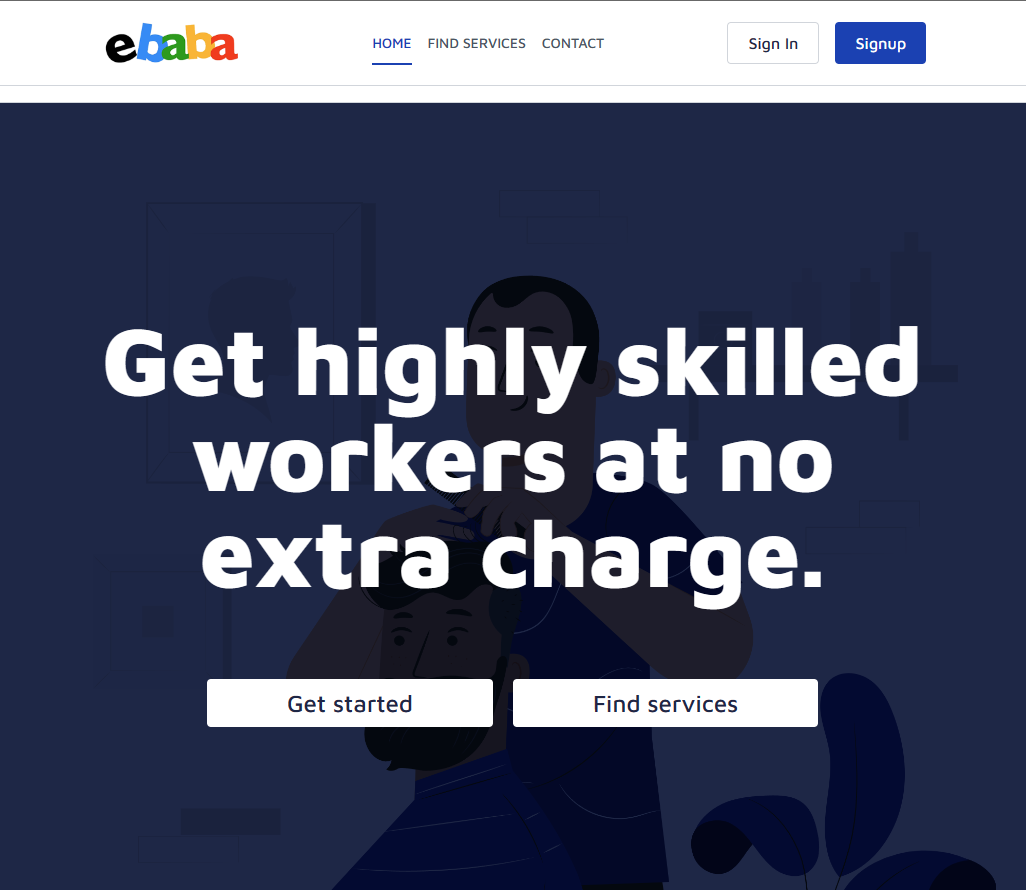 ebaba
HOME FIND SERVICES CONTACT
Sign In Signup
Get highly skilled
workers at no
extra charge.
Get started Find services